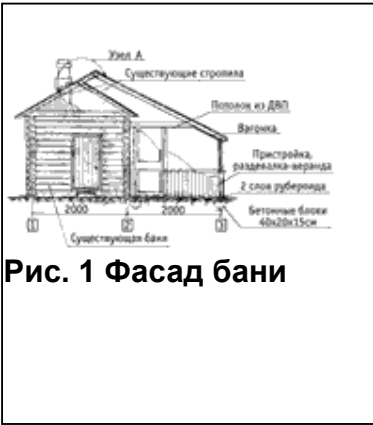 Узел А
Существующие стропила
Потолок из ДВП
Вагонка
Пристройка,
раздевалка-веранда
2 слоя рубероида
Бетонные блоки
40х20х15см
2000
2000
1
2
3
Существующая баня
Рис. 1 Фасад бани